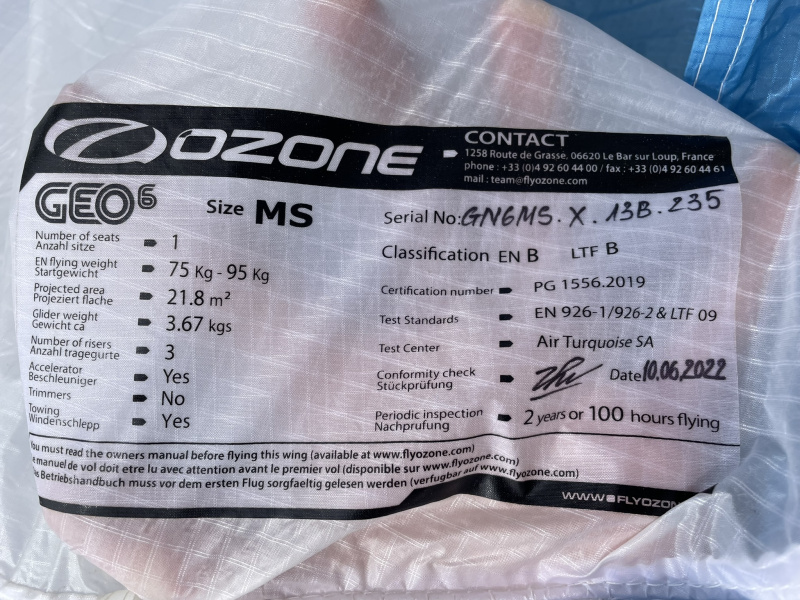 OZONE
CONTACT
1258 Route de Grasse, 06620 Le Bar sur Loup, France
phone : +33 (0)4 92 60 44 00 / fax : +33 (0)4 92 60 44 61
mail : team@flyozone.com
GEO6
Size MS
Serial No: GN6MS.X.13B.235
Number of seats
Anzahl sitze
1
Classification EN B LTF B
EN flying weight
Startgewicht
75 Kg - 95 Kg
Certification number PG 1556.2019
Projected area
Projeziert flache
21.8 m²
Test Standards EN 926-1/926-2 & LTF 09
Glider weight
Gewicht ca
3.67 kgs
Test Center Air Turquoise SA
Number of risers
Anzahl tragegurte
3
Conformity check
Stückprüfung
Date 10.06.2022
Accelerator
Beschleuniger
Yes
Trimmers
No
Periodic inspection
Nachprufung
2 years or 100 hours flying
Towing
Windenschlepp
Yes
You must read the owners manual before flying this wing (available at www.flyozone.com)
e manuel de vol doit etre lu avec attention avant le premier vol (disponible sur www.flyozone.com)
s Betriebshandbuch muss vor dem ersten Flug sorgfaeltig gelesen werden (verfugbar auf www.flyozone.com)
WWW.FLYOZON